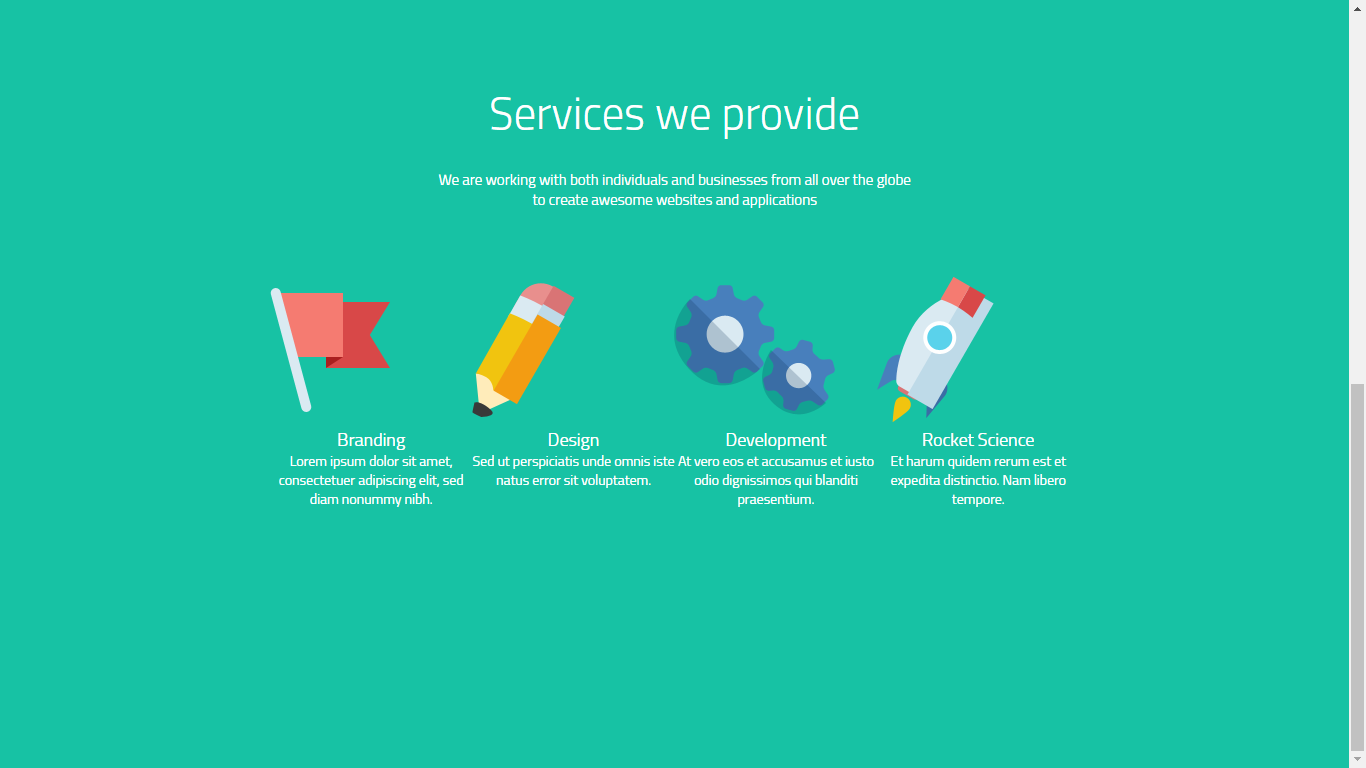 Services we provide
We are working with both individuals and businesses from all over the globe
to create awesome websites and applications
Branding
Lorem ipsum dolor sit amet,
consectetuer adipiscing elit, sed
diam nonummy nibh.
Design
Sed ut perspiciatis unde omnis iste
natus error sit voluptatem.
Development
At vero eos et accusamus et iusto
odio dignissimos qui blanditi
praesentium.
Rocket Science
Et harum quidem rerum est et
expedita distinctio. Nam libero
tempore.